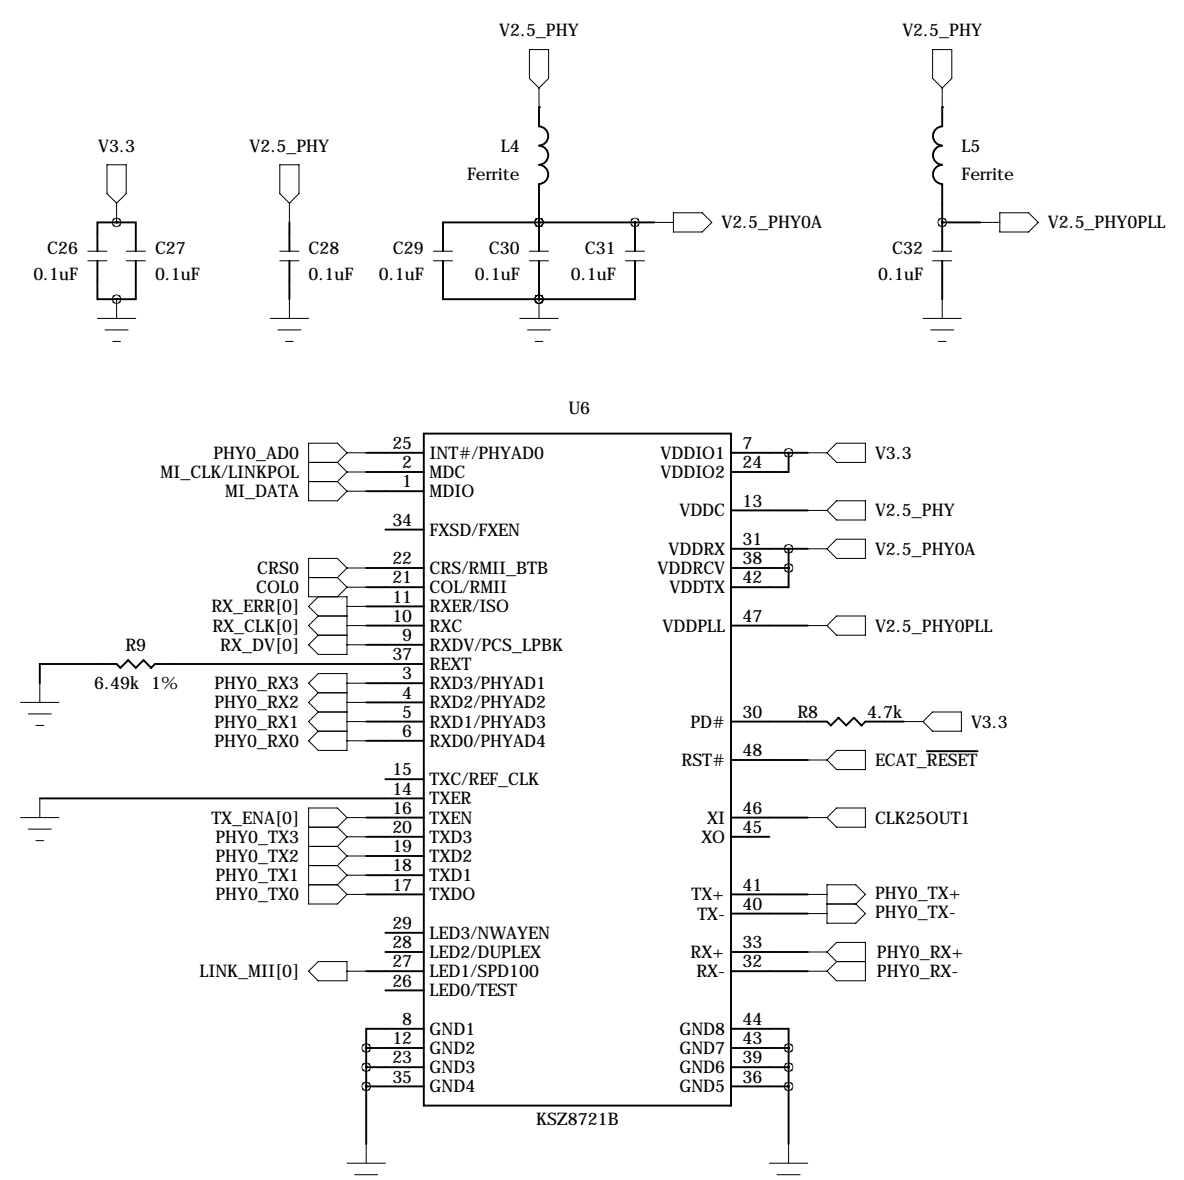 V2.5_PHY V2.5_PHY
V3.3 V2.5_PHY L4 L5
Ferrite Ferrite
V2.5_PHY0A V2.5_PHY0PLL
C26 C27 C28 C29 C30 C31 C32
0.1uF 0.1uF 0.1uF 0.1uF 0.1uF 0.1uF 0.1uF
U6
PHY0_AD0 25 INT#/PHYAD0 VDDIO1 7 V3.3
MI_CLK/LINKPOL 2 MDC VDDIO2 24
MI_DATA 1 MDIO
VDDC 13 V2.5_PHY
34 FXSD/FXEN
VDDRX 31 V2.5_PHY0A
CRS0 22 CRS/RMII_BTB VDDRCV 38
COL0 21 COL/RMII VDDTX 42
RX_ERR[0] 11 RXER/ISO
RX_CLK[0] 10 RXC VDDPLL 47 V2.5_PHY0PLL
RX_DV[0] 9 RXDV/PCS_LPBK
R9 37 REXT
6.49k 1% PHY0_RX3 3 RXD3/PHYAD1
PHY0_RX2 4 RXD2/PHYAD2
PHY0_RX1 5 RXD1/PHYAD3 PD# 30 R8 4.7k V3.3
PHY0_RX0 6 RXD0/PHYAD4
RST# 48 ECAT_RESET
15 TXC/REF_CLK
14 TXER
TX_ENA[0] 16 TXEN XI 46 CLK25OUT1
PHY0_TX3 20 TXD3 XO 45
PHY0_TX2 19 TXD2
PHY0_TX1 18 TXD1
PHY0_TX0 17 TXDO TX+ 41 PHY0_TX+
TX- 40 PHY0_TX-
29 LED3/NWAYEN
28 LED2/DUPLEX RX+ 33 PHY0_RX+
LINK_MII[0] 27 LED1/SPD100 RX- 32 PHY0_RX-
26 LED0/TEST
8 GND1 GND8 44
12 GND2 GND7 43
23 GND3 GND6 39
35 GND4 GND5 36
KSZ8721B